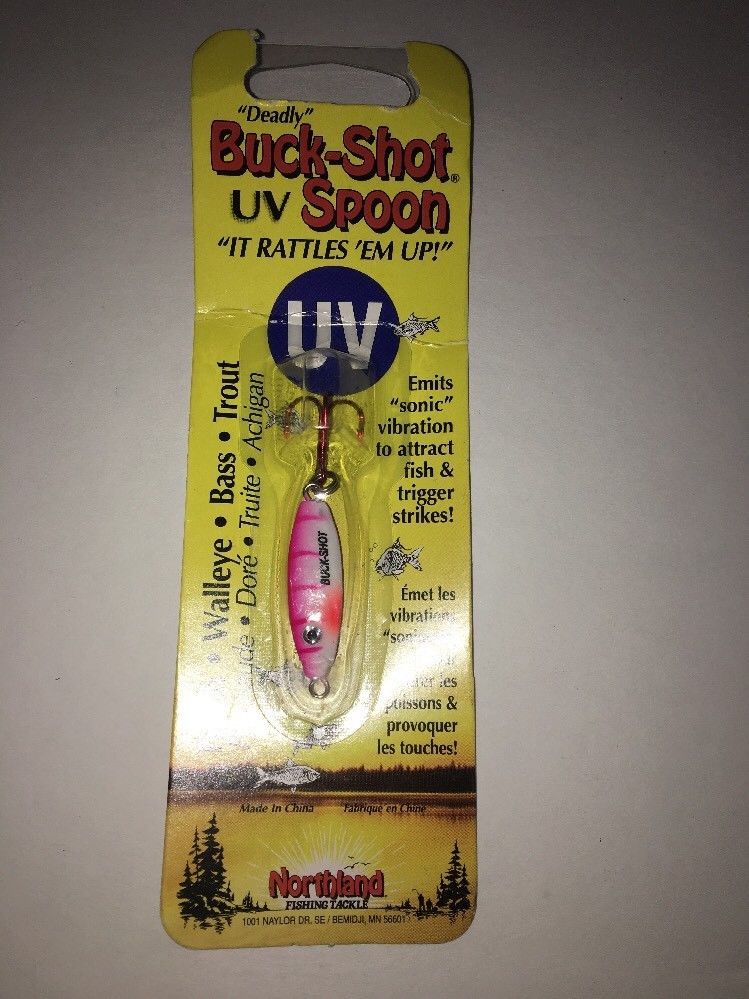 "Deadly"
Buck-Shot®
UV Spoon
"IT RATTLES 'EM UP!"
UV
• Walleye • Bass • Trout
• Doré • Truite • Achigan
Emits
"sonic"
vibration
to attract
fish &
trigger
strikes!
BUCK-SHOT
Émet les
les
poissons &
provoquer
les touches!
Made In China
Fabriqué en Chine
Northland
FISHING TACKLE
1001 NAYLOR DR. SE / BEMIDJI, MN 56601